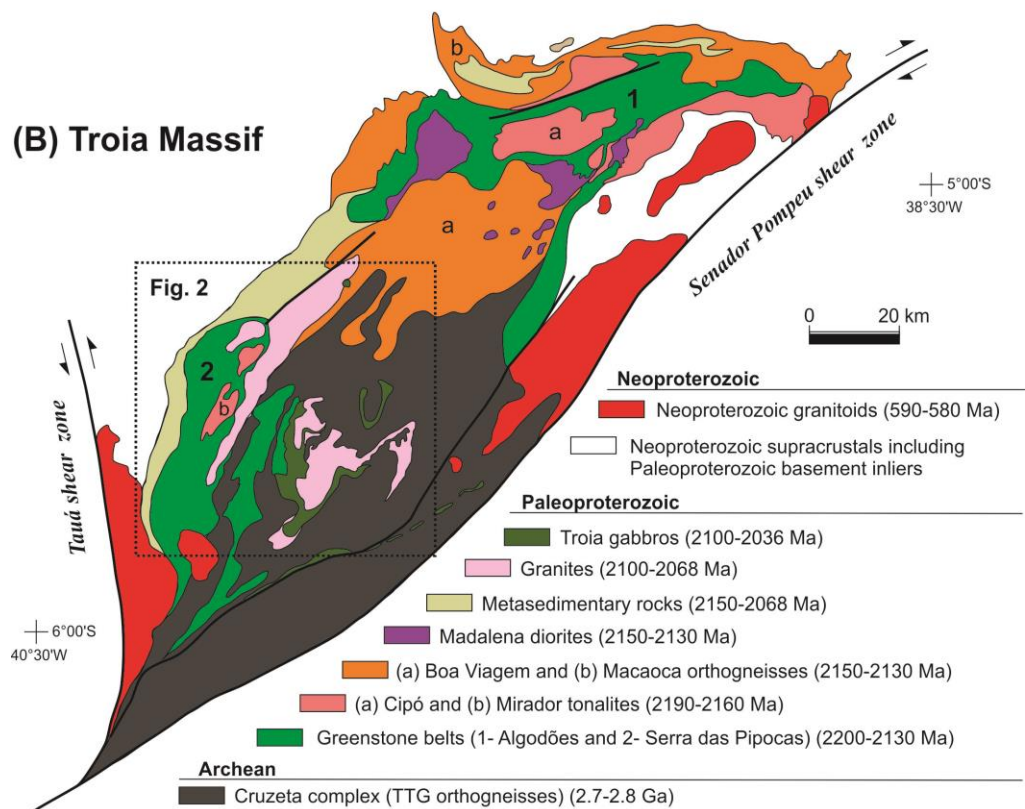 (B) Troia Massif
b
1
a
a
Senador Pompeu shear zone
5°00'S
38°30'W
Fig. 2
2
b
Tauá shear zone
0 20 km
6°00'S
40°30'W
Neoproterozoic
Neoproterozoic granitoids (590-580 Ma)
Neoproterozoic supracrustals including
Paleoproterozoic basement inliers
Paleoproterozoic
Troia gabbros (2100-2036 Ma)
Granites (2100-2068 Ma)
Metasedimentary rocks (2150-2068 Ma)
Madalena diorites (2150-2130 Ma)
(a) Boa Viagem and (b) Macaoca orthogneisses (2150-2130 Ma)
(a) Cipó and (b) Mirador tonalites (2190-2160 Ma)
Greenstone belts (1- Algodões and 2- Serra das Pipocas) (2200-2130 Ma)
Archean
Cruzeta complex (TTG orthogneisses) (2.7-2.8 Ga)